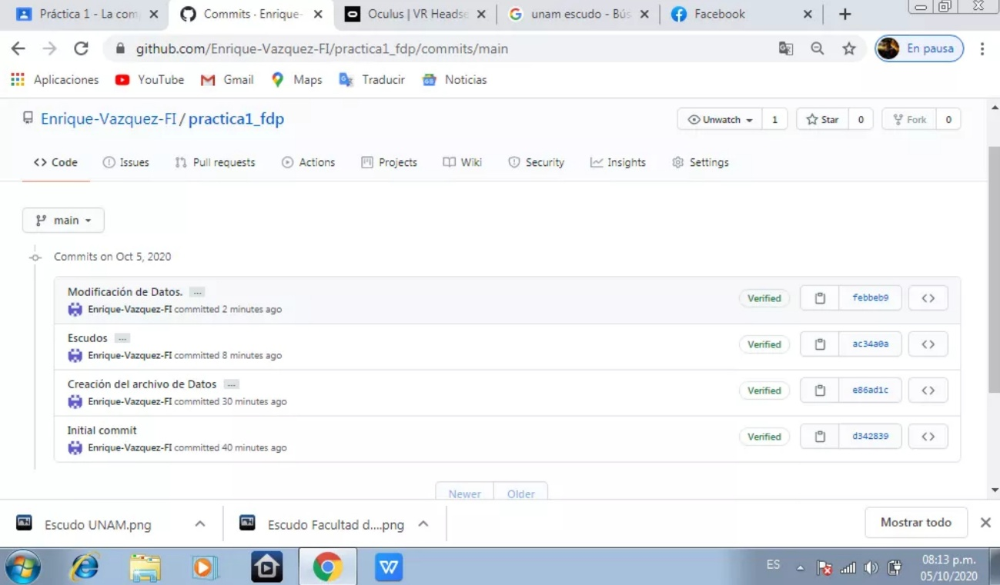 Práctica 1 - La com
Commits · Enrique-
Oculus | VR Headse
unam escudo - Bús
Facebook
github.com/Enrique-Vazquez-FI/practica1_fdp/commits/main
En pausa
Aplicaciones YouTube Gmail Maps Traducir Noticias
Enrique-Vazquez-FI / practica1_fdp
Unwatch 1 Star 0 Fork 0
<> Code Issues Pull requests Actions Projects Wiki Security Insights Settings
main
Commits on Oct 5, 2020
Modificación de Datos. ...
Enrique-Vazquez-FI committed 2 minutes ago
Verified febbeb9 <>
Escudos ...
Enrique-Vazquez-FI committed 8 minutes ago
Verified ac34a0a <>
Creación del archivo de Datos ...
Enrique-Vazquez-FI committed 30 minutes ago
Verified e86ad1c <>
Initial commit
Enrique-Vazquez-FI committed 40 minutes ago
Verified d342839 <>
Newer Older
Escudo UNAM.png
Escudo Facultad d....png
Mostrar todo
ES
08:13 p.m.
05/10/2020